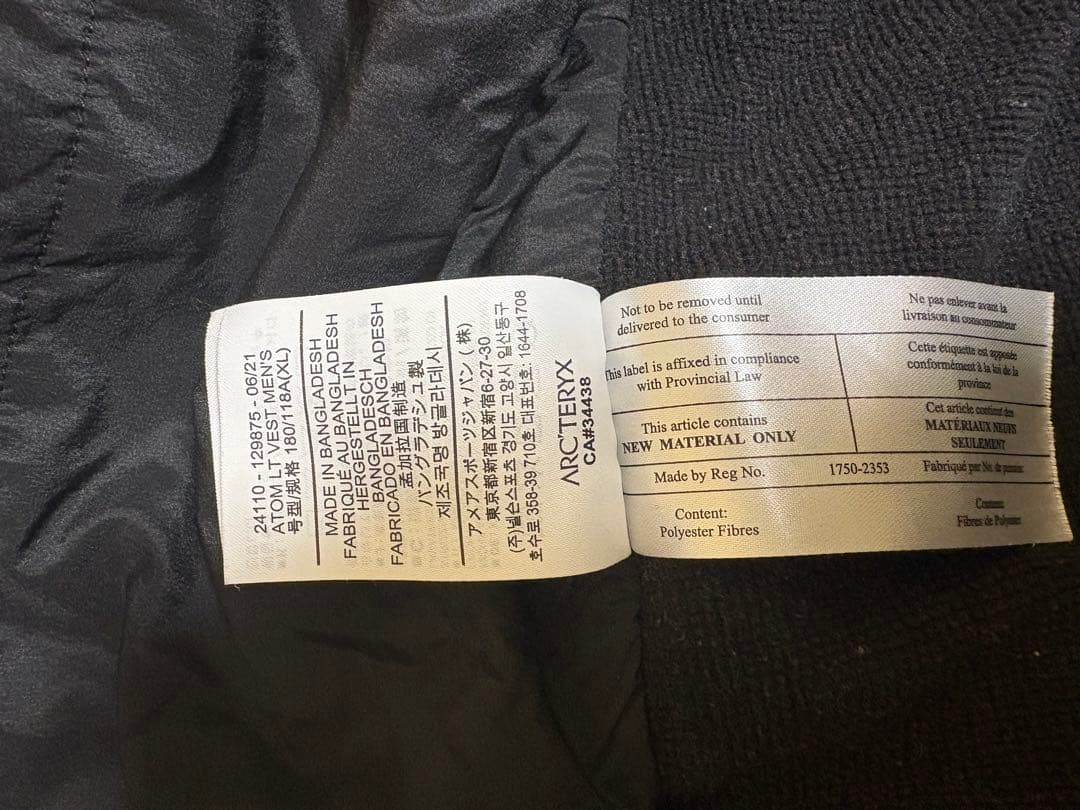 24110 - 129875 - 06/21
ATOM LT VEST MEN'S
号型/规格 180/118A(XL)
MADE IN BANGLADESH
FABRIQUÉ AU BANGLADESH
HERGESTELLT IN
BANGLADESCH
FABRICADO EN BANGLADESH
孟加拉国制造
バングラデシュ製
제조국명 방글라데시
アメアスポーツジャパン(株)
東京都新宿区新宿6-27-30
(주)넬슨스포츠 경기도 고양시 일산동구
호수로 358-39 710호 대표번호. 1644-1708
ARC'TERYX
CA#34438
Not to be removed until
delivered to the consumer
Ne pas enlever avant la
livraison au consommateur
This label is affixed in compliance
with Provincial Law
Cette étiquette est apposée
conformément à la loi de la
province
This article contains
NEW MATERIAL ONLY
Cet article contient des
MATÉRIAUX NEUFS
SEULEMENT
Made by Reg No. 1750-2353 Fabriqué par No. de permis:
Content:
Polyester Fibres
Contenu:
Fibres de Polyester